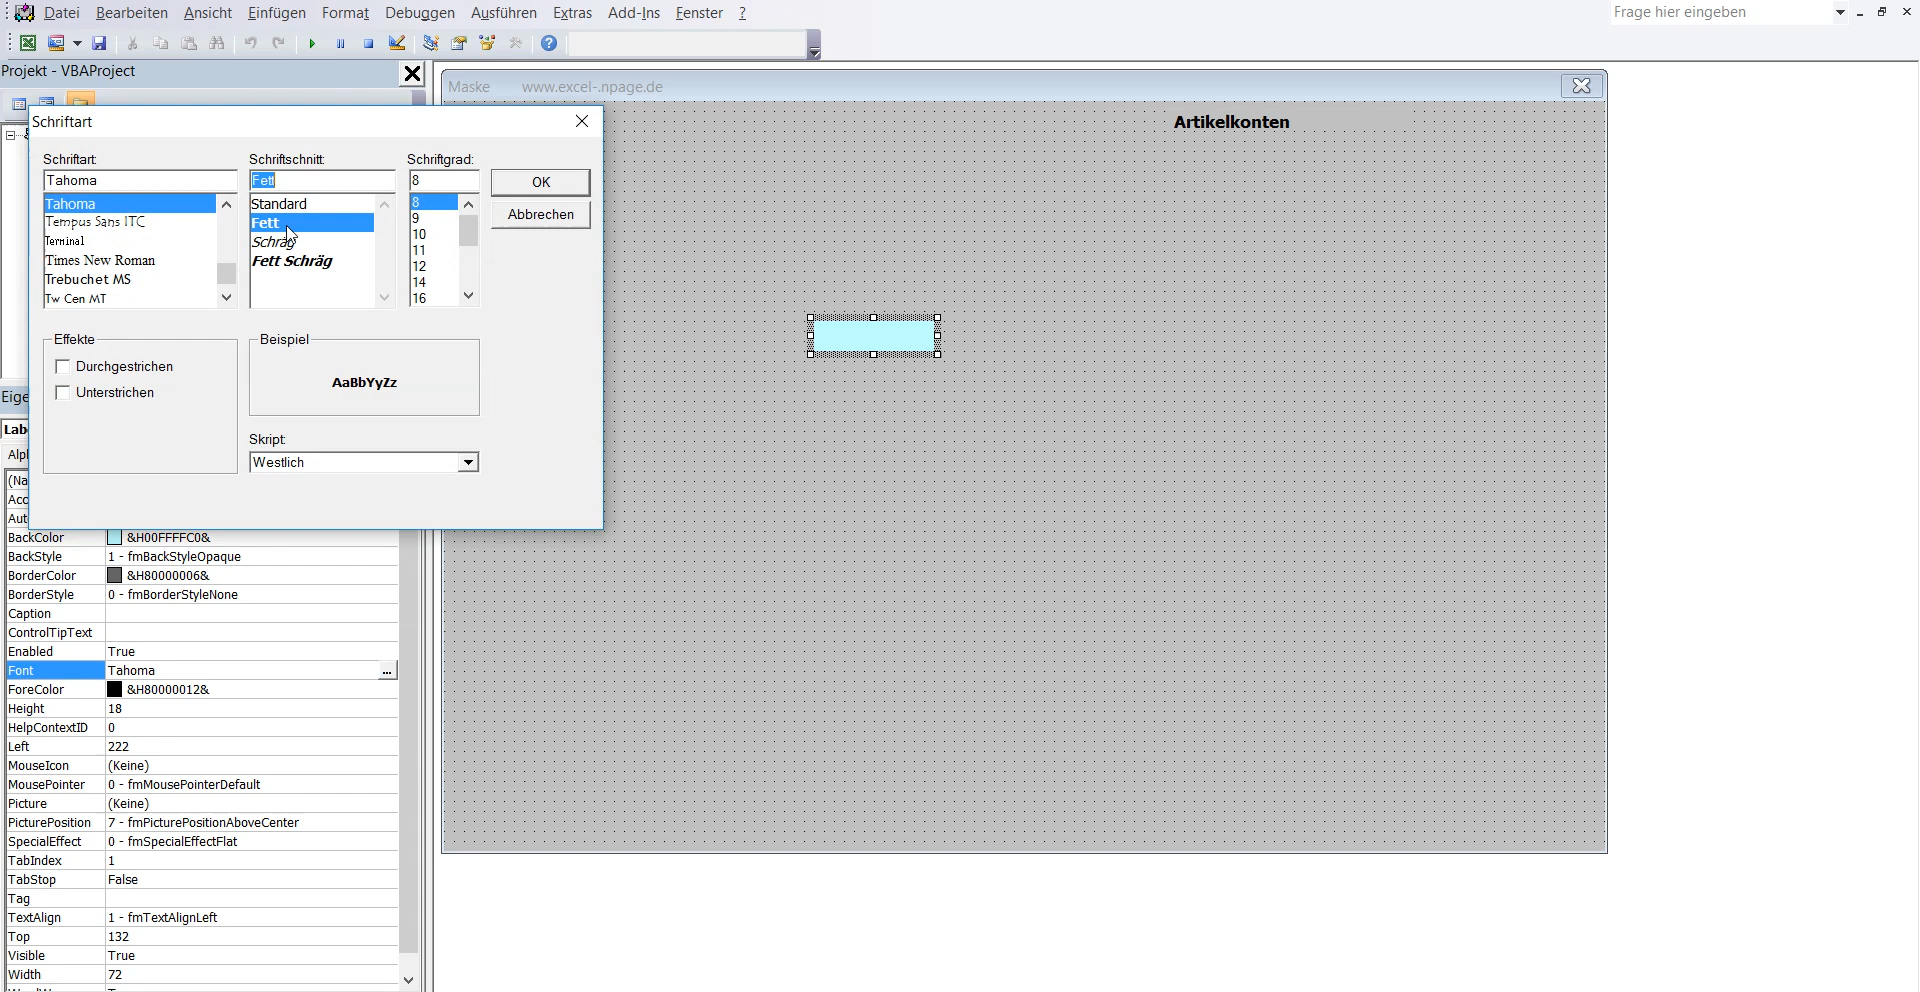 Datei Bearbeiten Ansicht Einfügen Format Debuggen Ausführen Extras Add-Ins Fenster ?
Frage hier eingeben
Projekt - VBAProject
Maske www.excel-.npage.de
Artikelkonten
Schriftart
Schriftart: Schriftschnitt: Schriftgrad:
Tahoma Fett 8 OK
Tahoma Standard 8 Abbrechen
Tempus Sans ITC Fett 9
Terminal Schräg 10
Times New Roman Fett Schräg 11
Trebuchet MS 12
Tw Cen MT 14
16
Effekte Beispiel
Durchgestrichen
AaBbYyZz
Unterstrichen
Skript:
Westlich
Eige
Lab
Alp
(Na
Acc
Aut
BackColor &H00FFFFC0&
BackStyle 1 - fmBackStyleOpaque
BorderColor &H80000006&
BorderStyle 0 - fmBorderStyleNone
Caption
ControlTipText
Enabled True
Font Tahoma ...
ForeColor &H80000012&
Height 18
HelpContextID 0
Left 222
MouseIcon (Keine)
MousePointer 0 - fmMousePointerDefault
Picture (Keine)
PicturePosition 7 - fmPicturePositionAboveCenter
SpecialEffect 0 - fmSpecialEffectFlat
TabIndex 1
TabStop False
Tag
TextAlign 1 - fmTextAlignLeft
Top 132
Visible True
Width 72